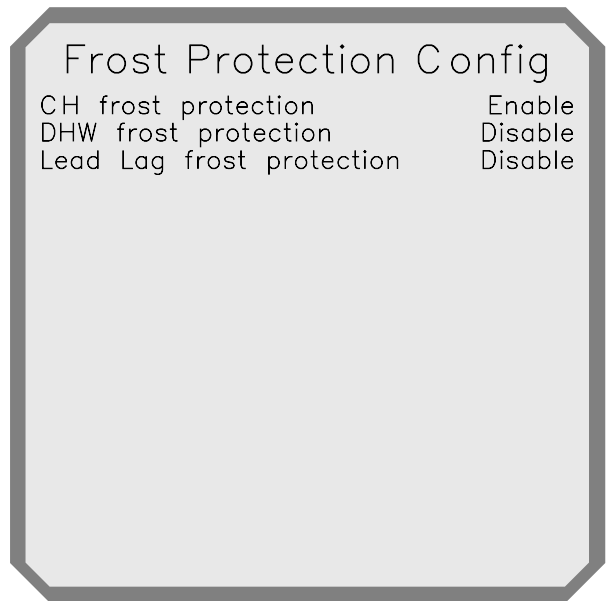 Frost Protection Config
CH frost protection Enable
DHW frost protection Disable
Lead Lag frost protection Disable